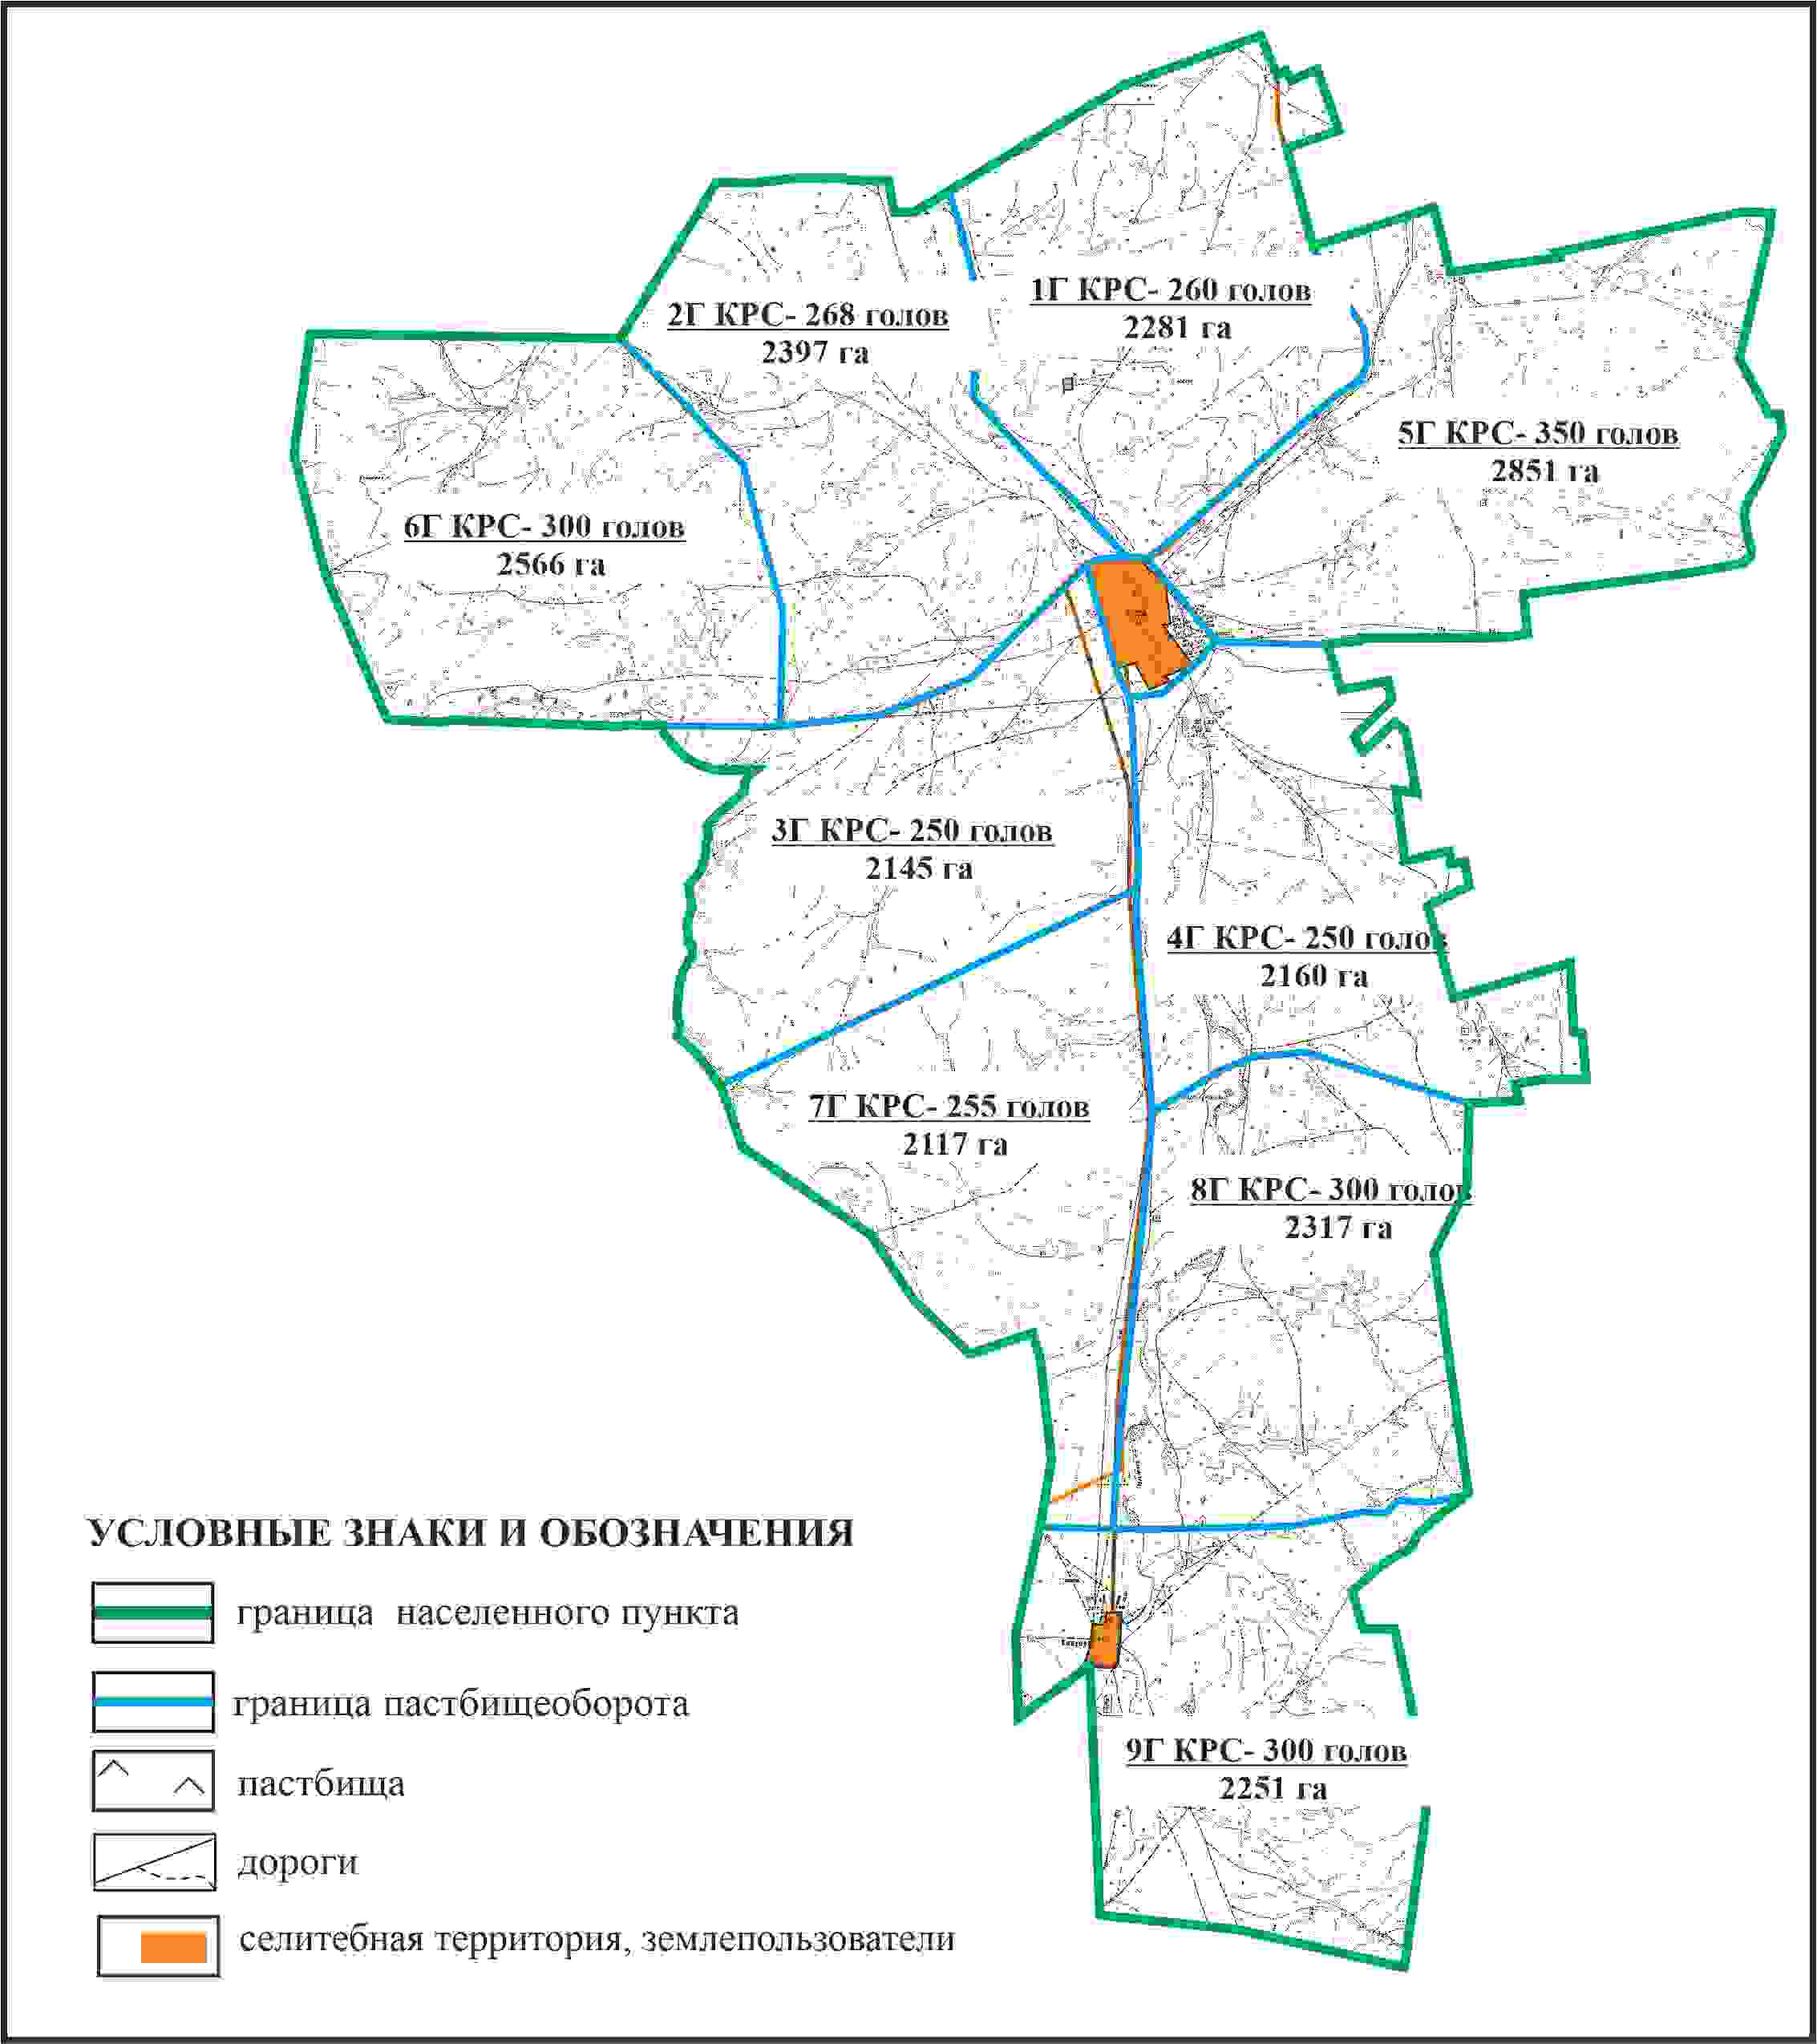 1Г КРС- 260 голов
2281 га
2Г КРС- 268 голов
2397 га
5Г КРС- 350 голов
2851 га
6Г КРС- 300 голов
2566 га
3Г КРС- 250 голов
2145 га
4Г КРС- 250 голов
2160 га
7Г КРС- 255 голов
2117 га
8Г КРС- 300 голов
2317 га
9Г КРС- 300 голов
2251 га
УСЛОВНЫЕ ЗНАКИ И ОБОЗНАЧЕНИЯ
граница населенного пункта
граница пастбищеоборота
пастбища
дороги
селитебная территория, землепользователи